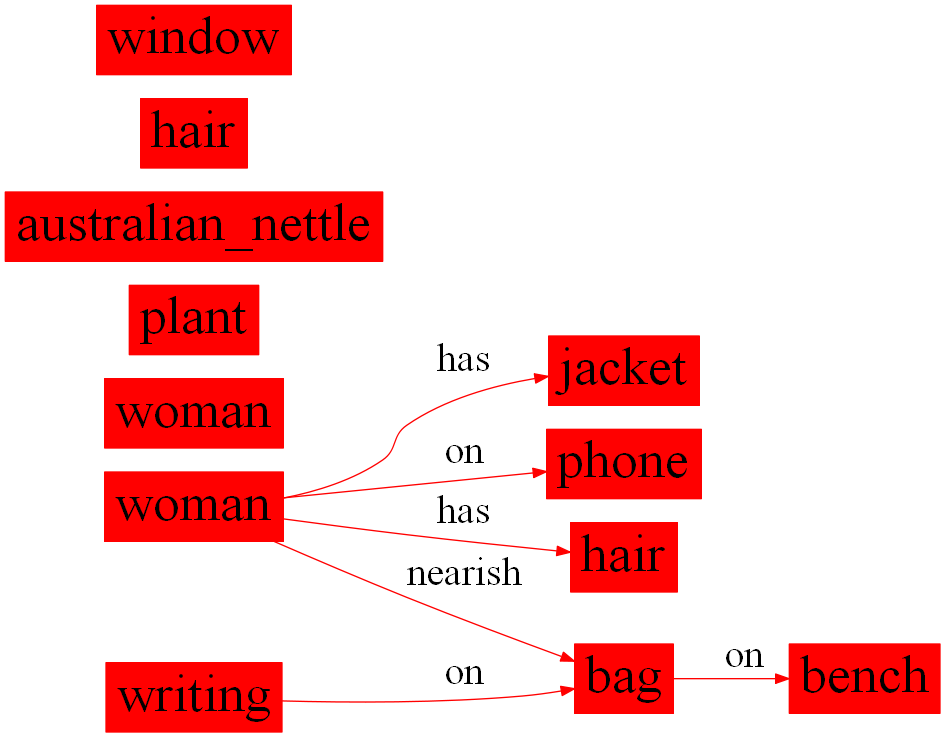 window
hair
australian_nettle
plant
woman
has
jacket
on
phone
woman
has
hair
nearish
writing
on
bag
on
bench